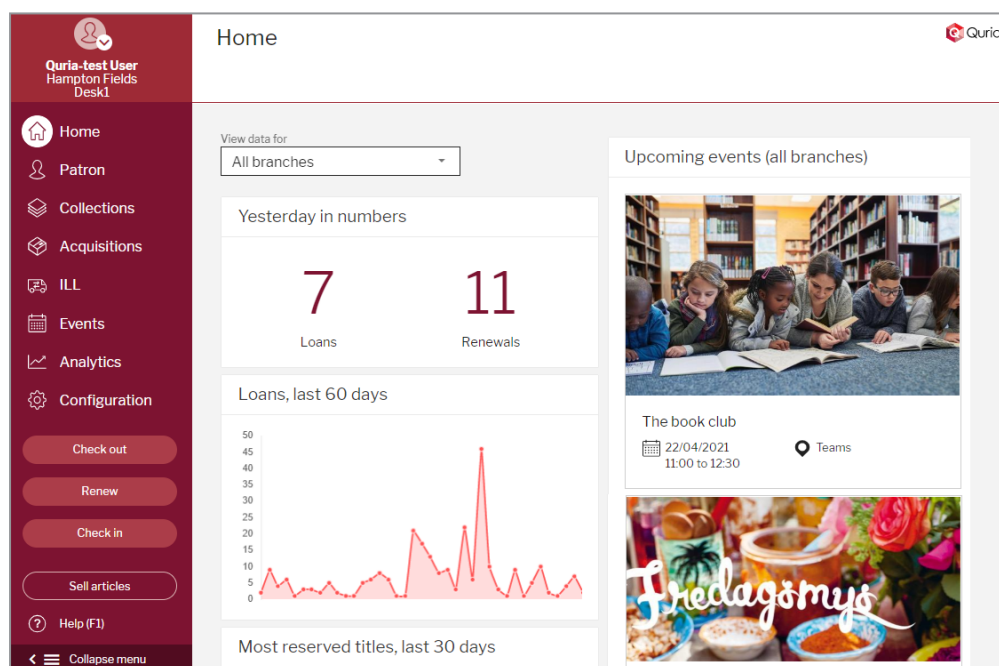 Quria-test User
Hampton Fields
Desk1
Home
Patron
Collections
Acquisitions
ILL
Events
Analytics
Configuration
Check out
Renew
Check in
Sell articles
Help (F1)
Collapse menu
Home
Quria
View data for
All branches
Yesterday in numbers
7 11
Loans Renewals
Loans, last 60 days
50
45
40
35
30
25
20
15
10
5
0
Most reserved titles, last 30 days
Upcoming events (all branches)
The book club
22/04/2021 Teams
11:00 to 12:30
Fredagsmys